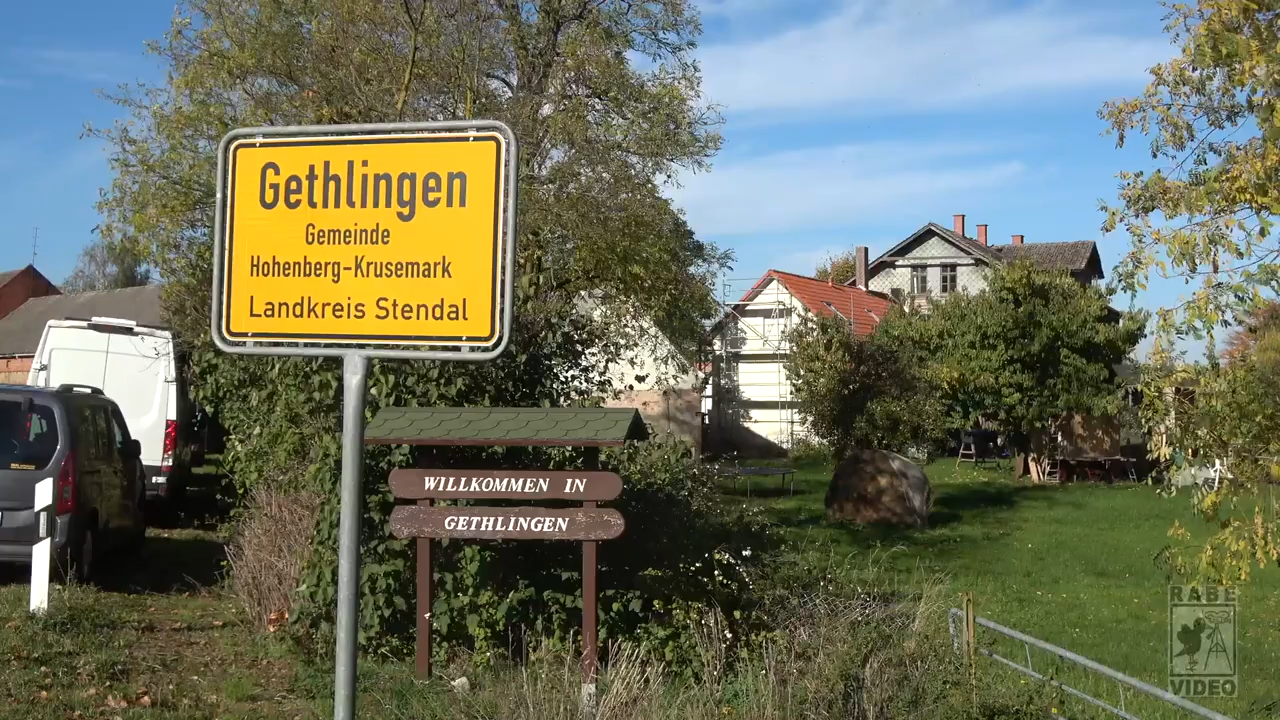 Gethlingen
Gemeinde
Hohenberg-Krusemark
Landkreis Stendal
WILLKOMMEN IN
GETHLINGEN
RABE
VIDEO